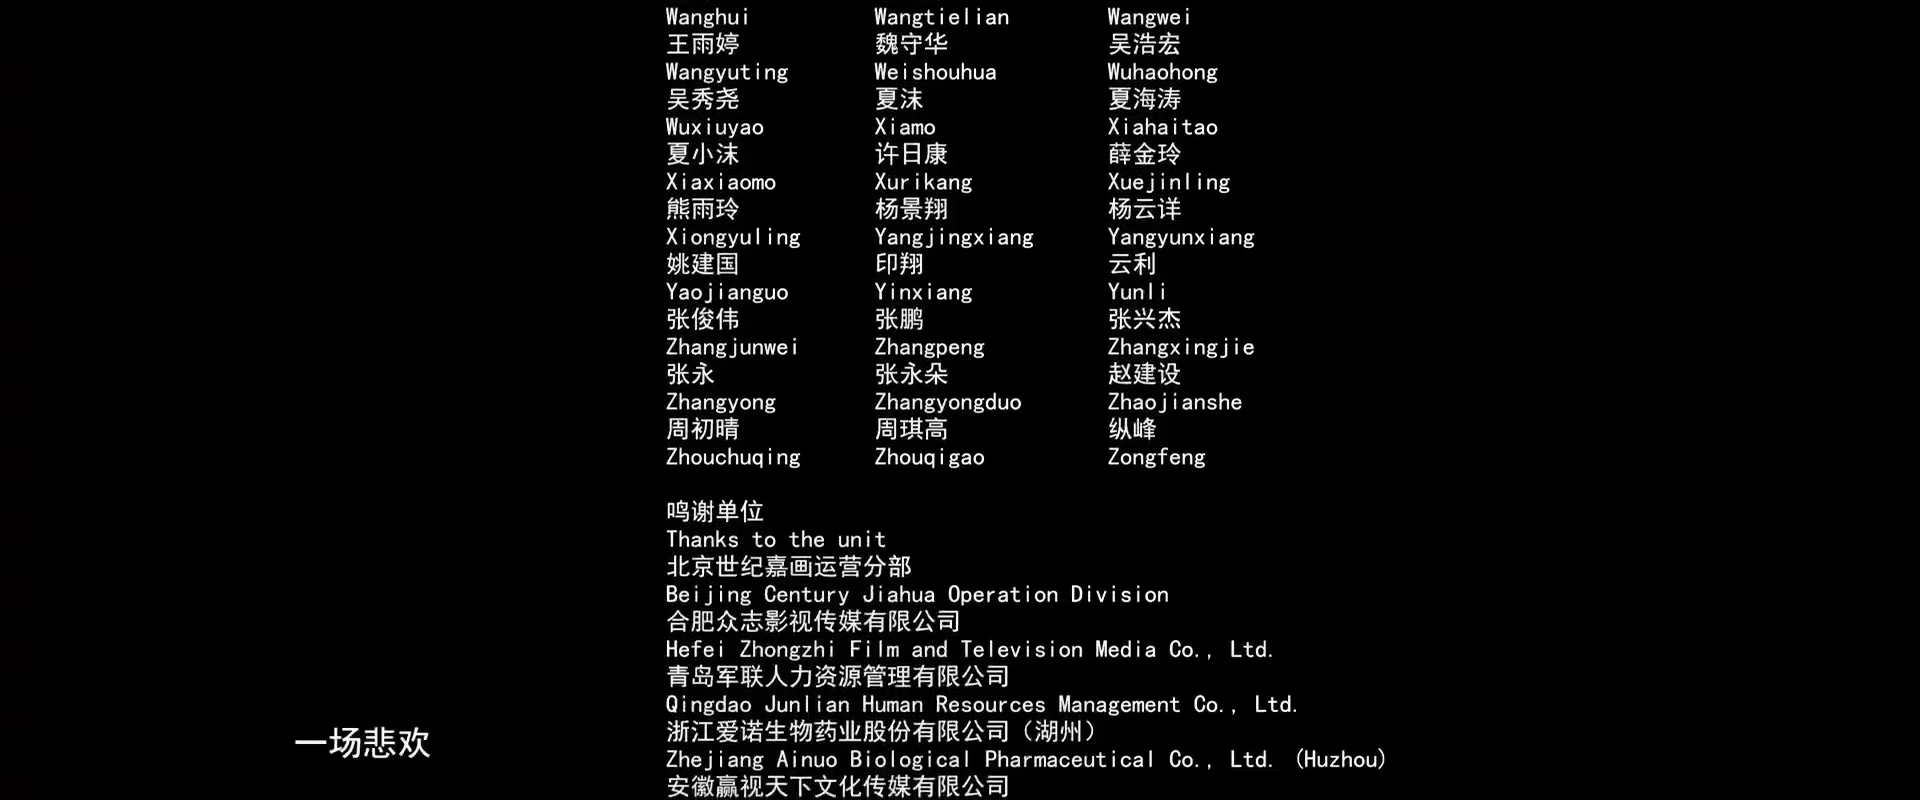 Wanghui Wangtielian Wangwei
王雨婷 魏守华 吴浩宏
Wangyuting Weishouhua Wuhaohong
吴秀尧 夏沫 夏海涛
Wuxiuyao Xiamo Xiahaitao
夏小沫 许日康 薛金玲
Xiaxiaomo Xurikang Xuejinling
熊雨玲 杨景翔 杨云详
Xiongyuling Yangjingxiang Yangyunxiang
姚建国 印翔 云利
Yaojianguo Yinxiang Yunli
张俊伟 张鹏 张兴杰
Zhangjunwei Zhangpeng Zhangxingjie
张永 张永朵 赵建设
Zhangyong Zhangyongduo Zhaojianshe
周初晴 周琪高 纵峰
Zhouchuqing Zhouqigao Zongfeng
鸣谢单位
Thanks to the unit
北京世纪嘉画运营分部
Beijing Century Jiahua Operation Division
合肥众志影视传媒有限公司
Hefei Zhongzhi Film and Television Media Co., Ltd.
青岛军联人力资源管理有限公司
Qingdao Junlian Human Resources Management Co., Ltd.
浙江爱诺生物药业股份有限公司（湖州）
Zhejiang Ainuo Biological Pharmaceutical Co., Ltd. (Huzhou)
安徽赢视天下文化传媒有限公司
一场悲欢